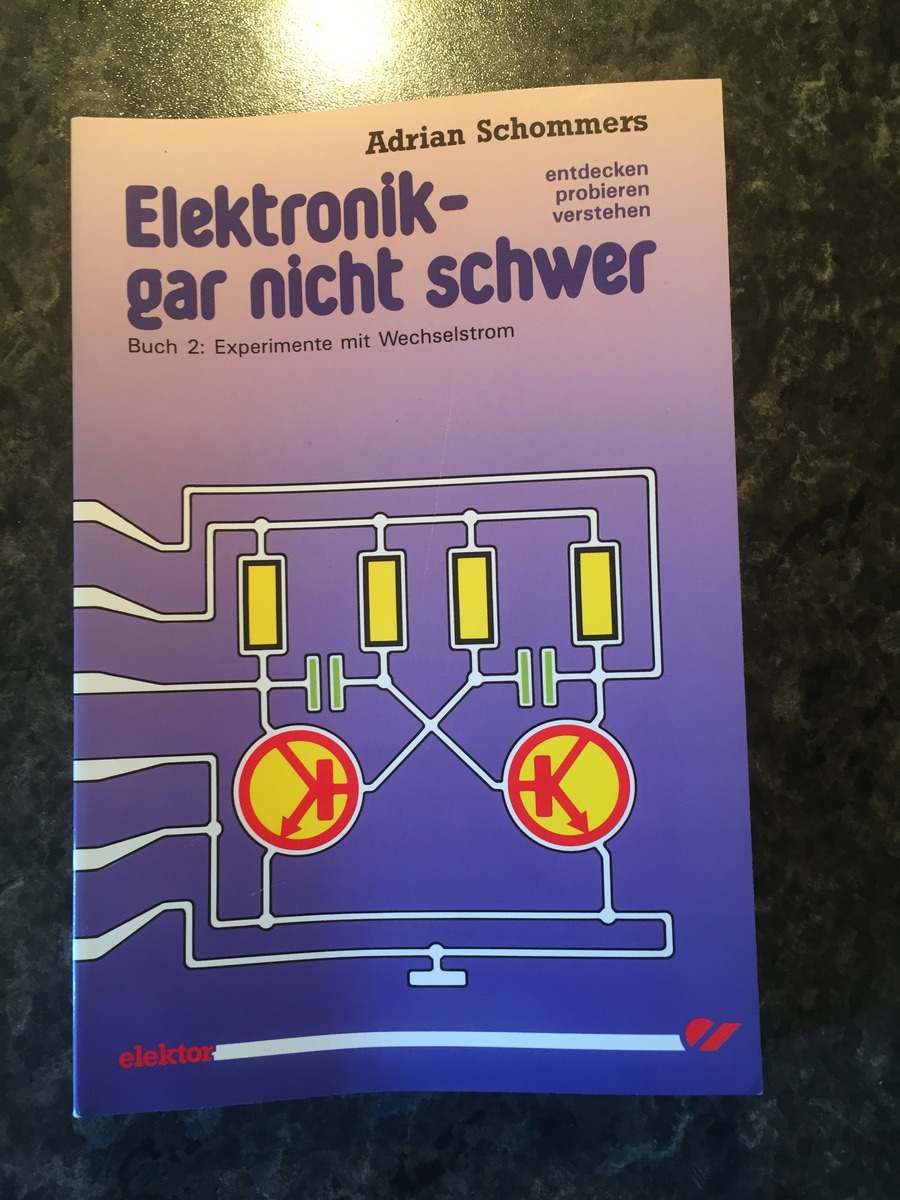 Adrian Schommers
entdecken
probieren
verstehen
Elektronik-
gar nicht schwer
Buch 2: Experimente mit Wechselstrom
elektor